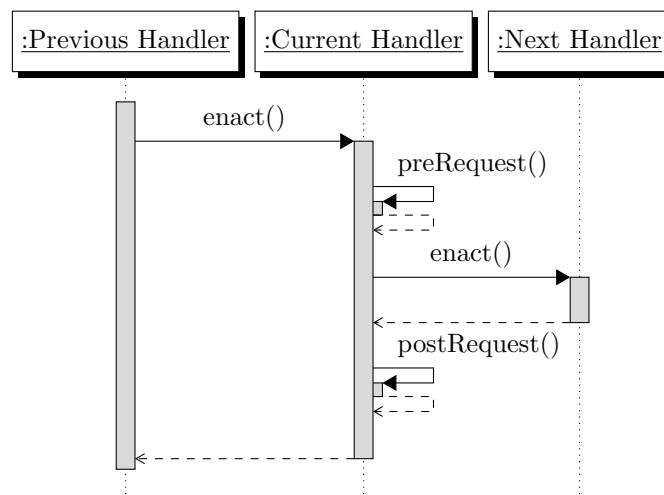 :Previous Handler
:Current Handler
:Next Handler
enact()
preRequest()
enact()
postRequest()